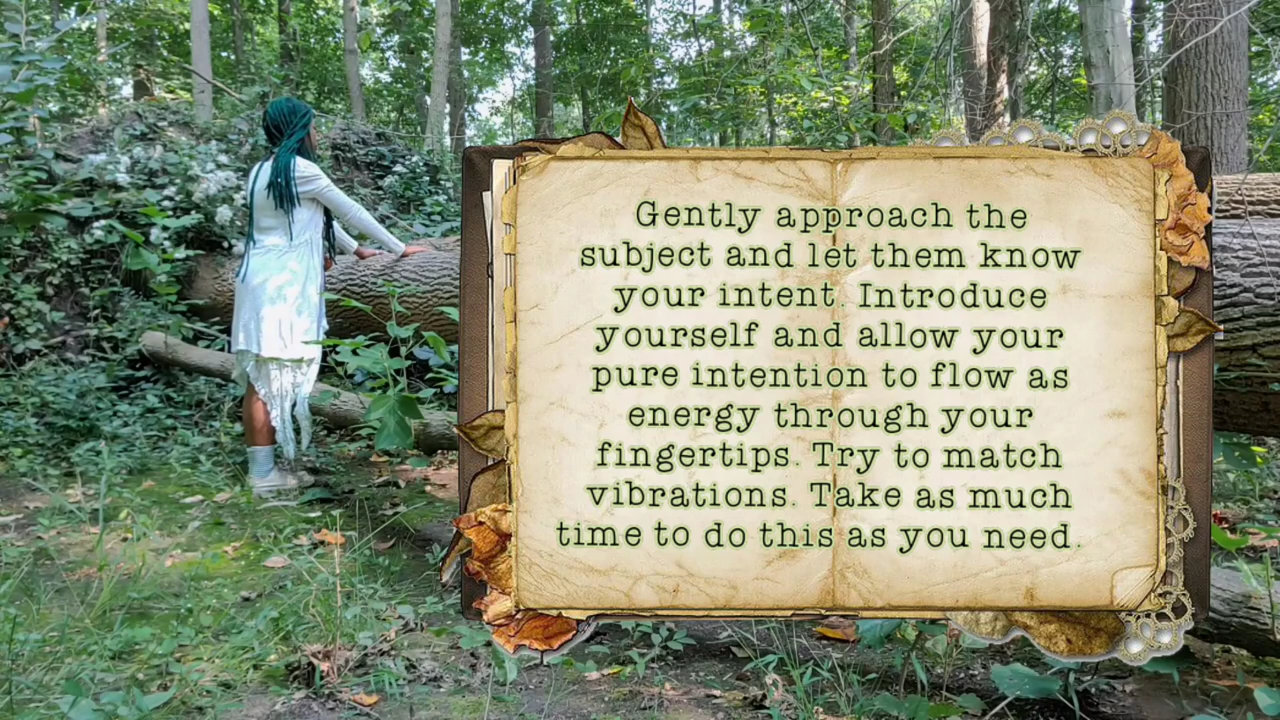 Gently approach the
subject and let them know
your intent. Introduce
yourself and allow your
pure intention to flow as
energy through your
fingertips. Try to match
vibrations. Take as much
time to do this as you need.